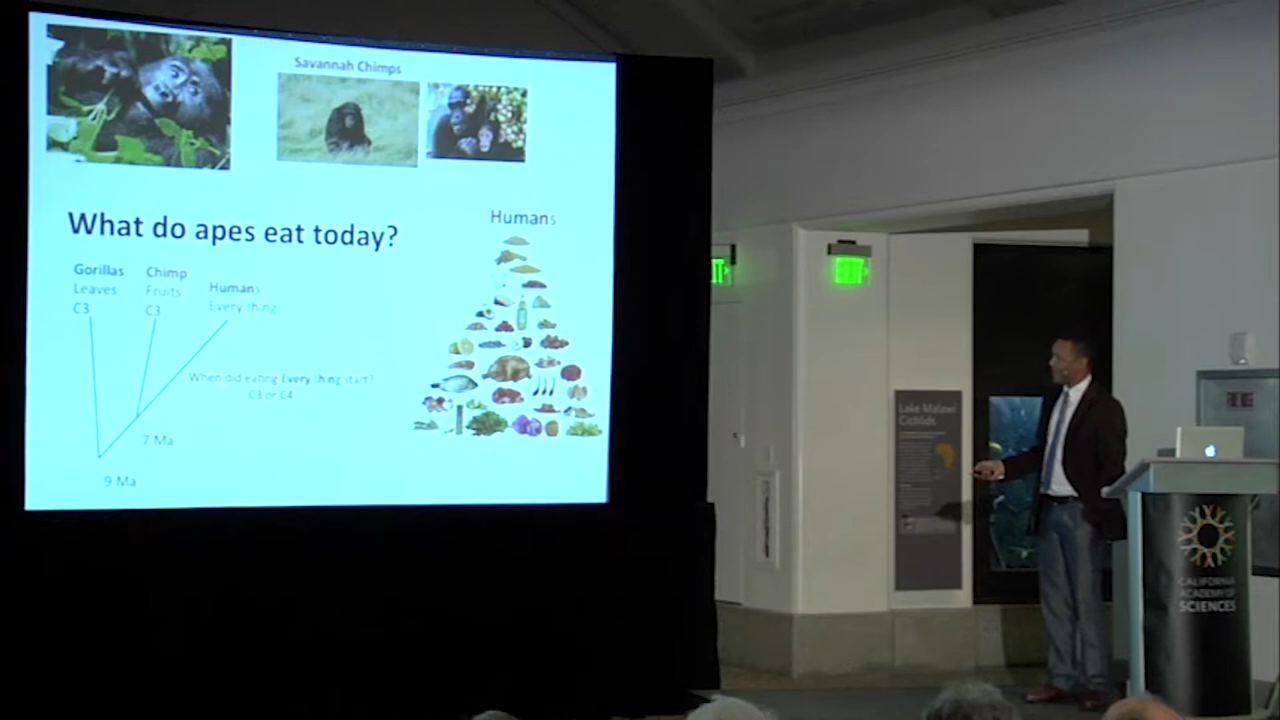 Savannah Chimps
What do apes eat today?
Humans
Gorillas
Leaves
C3
Chimp
Fruits
C3
Humans
Every thing
When did eating Every thing start?
C3 or C4
7 Ma
9 Ma
EXIT
Lake Malawi
Cichlids
CALIFORNIA
ACADEMY OF
SCIENCES